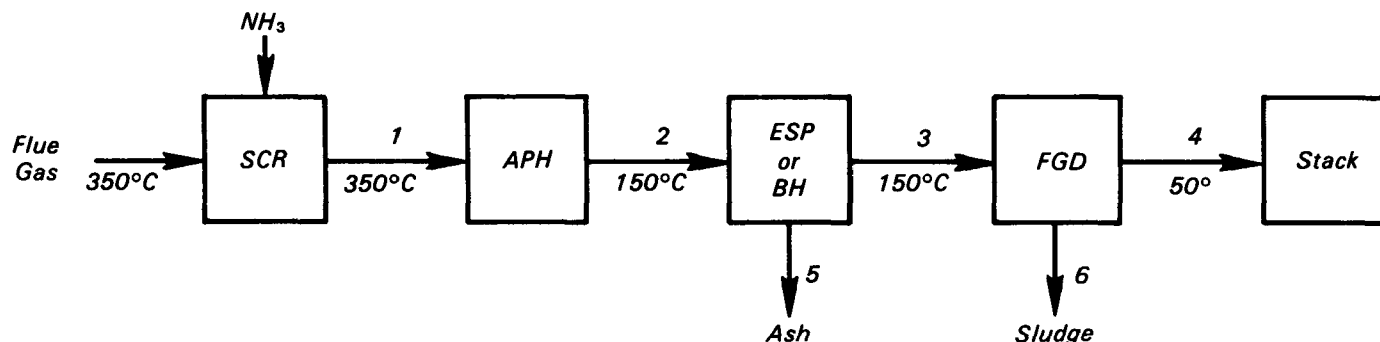 NH₃
Flue
Gas
350°C
SCR
1
350°C
APH
2
150°C
ESP
or
BH
3
150°C
FGD
4
50°
Stack
5
Ash
6
Sludge